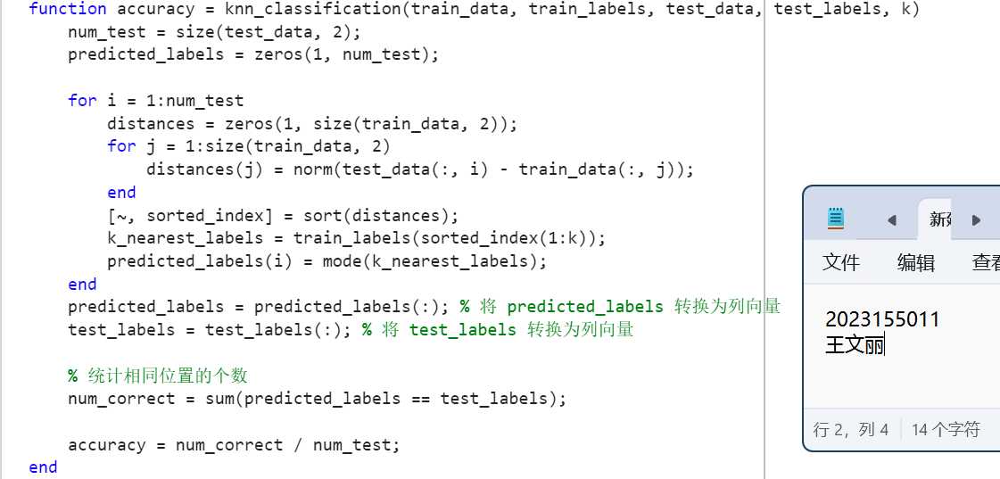 function accuracy = knn_classification(train_data, train_labels, test_data, test_labels, k)
    num_test = size(test_data, 2);
    predicted_labels = zeros(1, num_test);

    for i = 1:num_test
        distances = zeros(1, size(train_data, 2));
        for j = 1:size(train_data, 2)
            distances(j) = norm(test_data(:, i) - train_data(:, j));
        end
        [~, sorted_index] = sort(distances);
        k_nearest_labels = train_labels(sorted_index(1:k));
        predicted_labels(i) = mode(k_nearest_labels);
    end
    predicted_labels = predicted_labels(:); % 将 predicted_labels 转换为列向量
    test_labels = test_labels(:); % 将 test_labels 转换为列向量

    % 统计相同位置的个数
    num_correct = sum(predicted_labels == test_labels);

    accuracy = num_correct / num_test;
end
新建
文件 编辑 查看
2023155011
王文丽
行 2，列 4 14 个字符